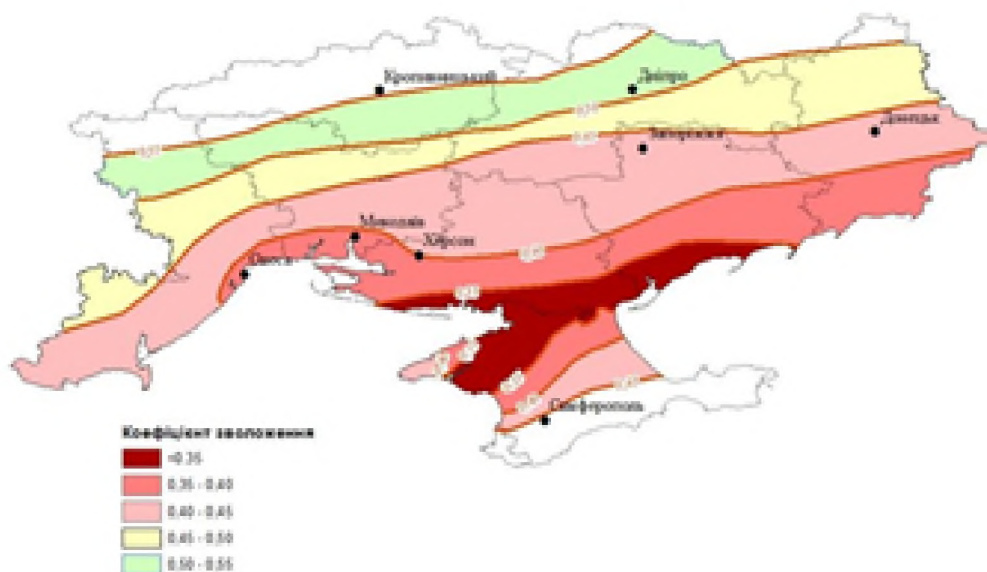 Кропивницький
Дніпро
Запоріжжя
Донецьк
Миколаїв
Херсон
Одеса
Сімферополь
Коефіцієнт зволоження
<0.35
0,35 - 0,40
0,40 - 0,45
0,45 - 0,50
0,50 - 0,55